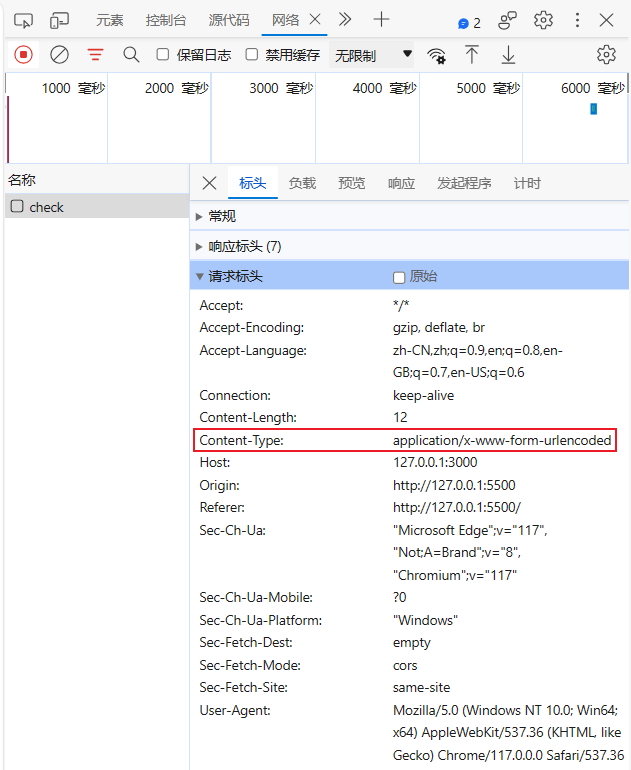 元素 控制台 源代码 网络 2
保留日志 禁用缓存 无限制
1000 毫秒 2000 毫秒 3000 毫秒 4000 毫秒 5000 毫秒 6000 毫秒
名称
check
标头 负载 预览 响应 发起程序 计时
常规
响应标头 (7)
请求标头 原始
Accept: */*
Accept-Encoding: gzip, deflate, br
Accept-Language: zh-CN,zh;q=0.9,en;q=0.8,en-
GB;q=0.7,en-US;q=0.6
Connection: keep-alive
Content-Length: 12
Content-Type: application/x-www-form-urlencoded
Host: 127.0.0.1:3000
Origin: http://127.0.0.1:5500
Referer: http://127.0.0.1:5500/
Sec-Ch-Ua: "Microsoft Edge";v="117",
"Not;A=Brand";v="8",
"Chromium";v="117"
Sec-Ch-Ua-Mobile: ?0
Sec-Ch-Ua-Platform: "Windows"
Sec-Fetch-Dest: empty
Sec-Fetch-Mode: cors
Sec-Fetch-Site: same-site
User-Agent: Mozilla/5.0 (Windows NT 10.0; Win64;
x64) AppleWebKit/537.36 (KHTML, like
Gecko) Chrome/117.0.0.0 Safari/537.36